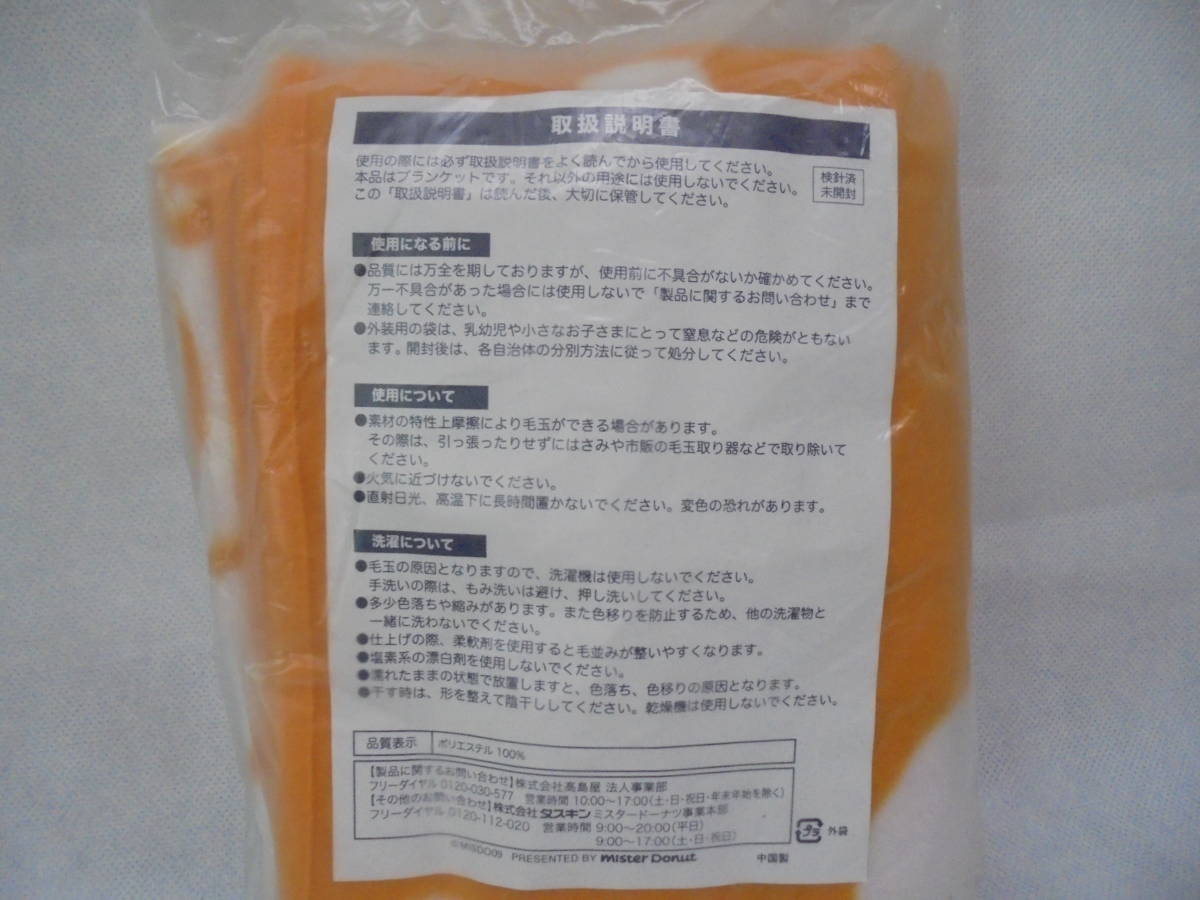 取扱説明書
使用の際には必ず取扱説明書をよく読んでから使用してください。
本品はブランケットです。それ以外の用途には使用しないでください。
この「取扱説明書」は読んだ後、大切に保管してください。
検針済
未開封
使用になる前に
●品質には万全を期しておりますが、使用前に不具合がないか確かめてください。
万一不具合があった場合には使用しないで「製品に関するお問い合わせ」まで
連絡してください。
●外装用の袋は、乳幼児や小さなお子さまにとって窒息などの危険がともない
ます。開封後は、各自治体の分別方法に従って処分してください。
使用について
●素材の特性上摩擦により毛玉ができる場合があります。
その際は、引っ張ったりせずにはさみや市販の毛玉取り器などで取り除いて
ください。
●火気に近づけないでください。
●直射日光、高温下に長時間置かないでください。変色の恐れがあります。
洗濯について
●毛玉の原因となりますので、洗濯機は使用しないでください。
手洗いの際は、もみ洗いは避け、押し洗いしてください。
●多少色落ちや縮みがあります。また色移りを防止するため、他の洗濯物と
一緒に洗わないでください。
●仕上げの際、柔軟剤を使用すると毛並みが整いやすくなります。
●塩素系の漂白剤を使用しないでください。
●濡れたままの状態で放置しますと、色落ち、色移りの原因となります。
●干す時は、形を整えて陰干ししてください。乾燥機は使用しないでください。
品質表示 ポリエステル 100%
【製品に関するお問い合わせ】株式会社髙島屋 法人事業部
フリーダイヤル 0120-030-577 営業時間 10:00〜17:00(土・日・祝日・年末年始を除く)
【その他のお問い合わせ】株式会社ダスキン ミスタードーナツ事業本部
フリーダイヤル 0120-112-020 営業時間 9:00〜20:00(平日)
9:00〜17:00(土・日・祝日)
プラ 外袋
©MISDO09 PRESENTED BY mister Donut 中国製